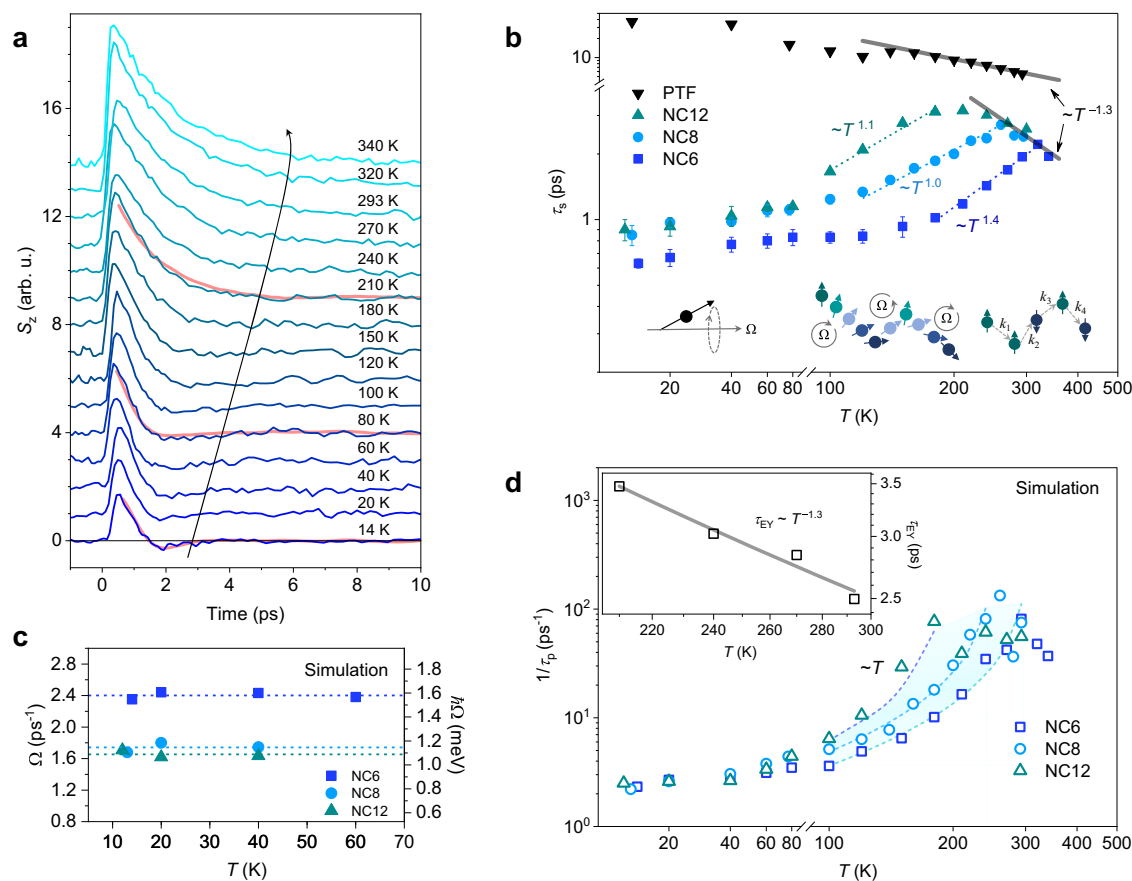 a
S_z (arb. u.)
16
12
8
4
0
340 K
320 K
293 K
270 K
240 K
210 K
180 K
150 K
120 K
100 K
80 K
60 K
40 K
20 K
14 K
0 2 4 6 8 10
Time (ps)
b
τ_s (ps)
10
1
PTF
NC12
NC8
NC6
~T^{1.1}
~T^{1.0}
~T^{1.4}
~T^{−1.3}
Ω
Ω Ω Ω
k_1 k_2 k_3 k_4
20 40 60 80 100 200 300 400 500
T (K)
c
Simulation
Ω (ps^{-1})
2.8
2.4
2.0
1.6
1.2
0.8
ħΩ (meV)
1.8
1.6
1.4
1.2
1.0
0.8
0.6
NC6
NC8
NC12
10 20 30 40 50 60 70
T (K)
d
Simulation
1/τ_p (ps^{-1})
10^3
10^2
10^1
10^0
τ_EY ~ T^{−1.3}
τ_EY (ps)
3.5
3.0
2.5
220 240 260 280 300
T (K)
~T
NC6
NC8
NC12
20 40 60 80 100 200 300 400 500
T (K)